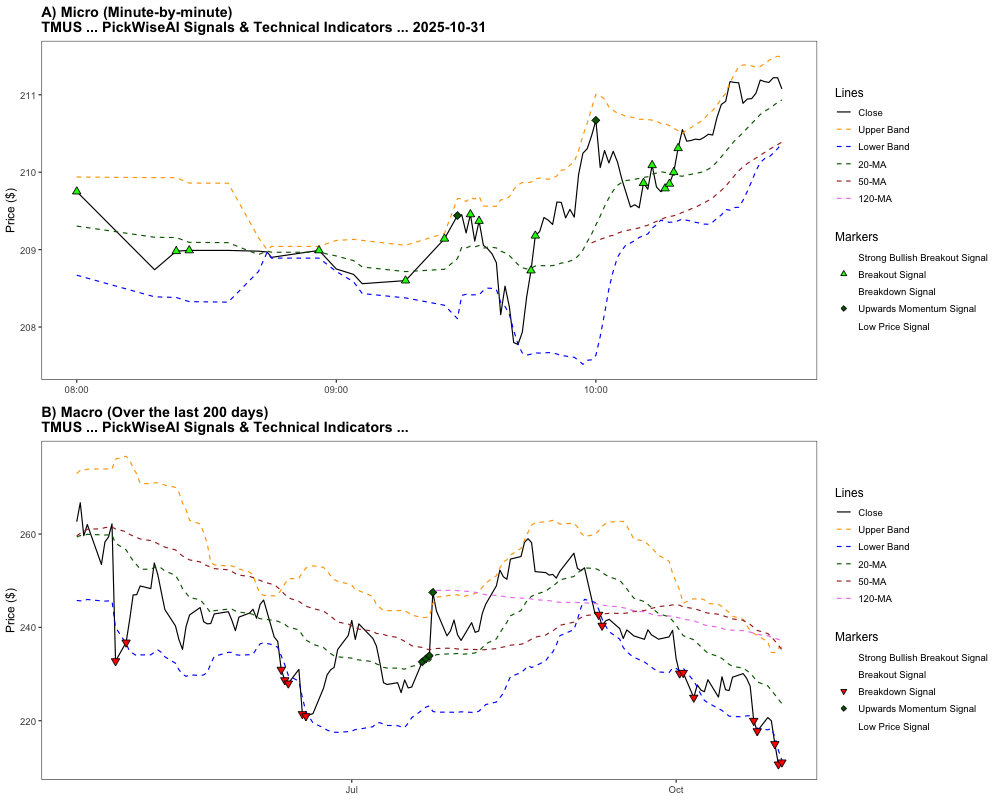 A) Micro (Minute-by-minute)
TMUS ... PickWiseAI Signals & Technical Indicators ... 2025-10-31
Price ($)
211
210
209
208
08:00
09:00
10:00
Lines
Close
Upper Band
Lower Band
20-MA
50-MA
120-MA
Markers
Strong Bullish Breakout Signal
Breakout Signal
Breakdown Signal
Upwards Momentum Signal
Low Price Signal
B) Macro (Over the last 200 days)
TMUS ... PickWiseAI Signals & Technical Indicators ...
Price ($)
260
240
220
Jul
Oct
Lines
Close
Upper Band
Lower Band
20-MA
50-MA
120-MA
Markers
Strong Bullish Breakout Signal
Breakout Signal
Breakdown Signal
Upwards Momentum Signal
Low Price Signal